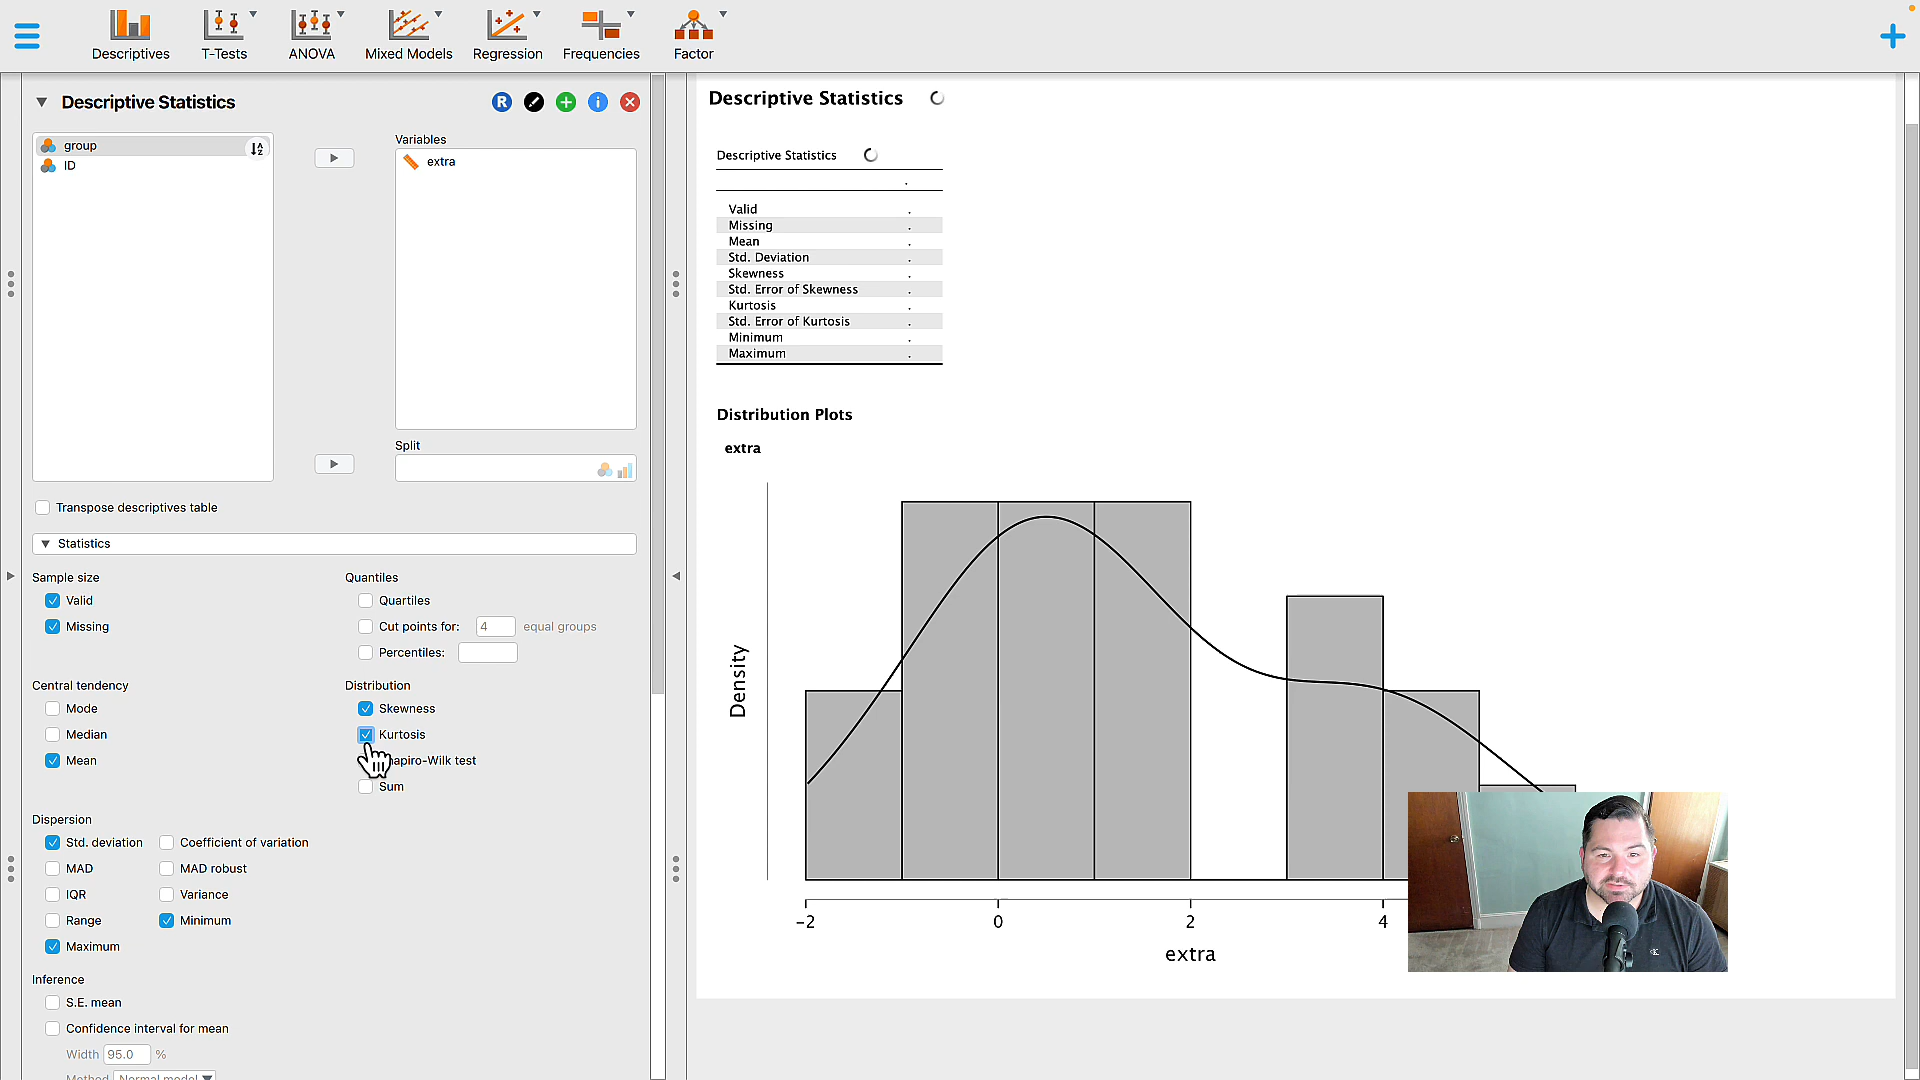 Descriptives
T-Tests
ANOVA
Mixed Models
Regression
Frequencies
Factor
Descriptive Statistics
R
group
ID
Variables
extra
Split
Transpose descriptives table
Statistics
Sample size
Valid
Missing
Quantiles
Quartiles
Cut points for: 4 equal groups
Percentiles:
Central tendency
Mode
Median
Mean
Distribution
Skewness
Kurtosis
apiro-Wilk test
Sum
Dispersion
Std. deviation
Coefficient of variation
MAD
MAD robust
IQR
Variance
Range
Minimum
Maximum
Inference
S.E. mean
Confidence interval for mean
Width 95.0 %
Method Normal model
Descriptive Statistics
Descriptive Statistics
.
Valid .
Missing .
Mean .
Std. Deviation .
Skewness .
Std. Error of Skewness .
Kurtosis .
Std. Error of Kurtosis .
Minimum .
Maximum .
Distribution Plots
extra
Density
-2 0 2 4
extra